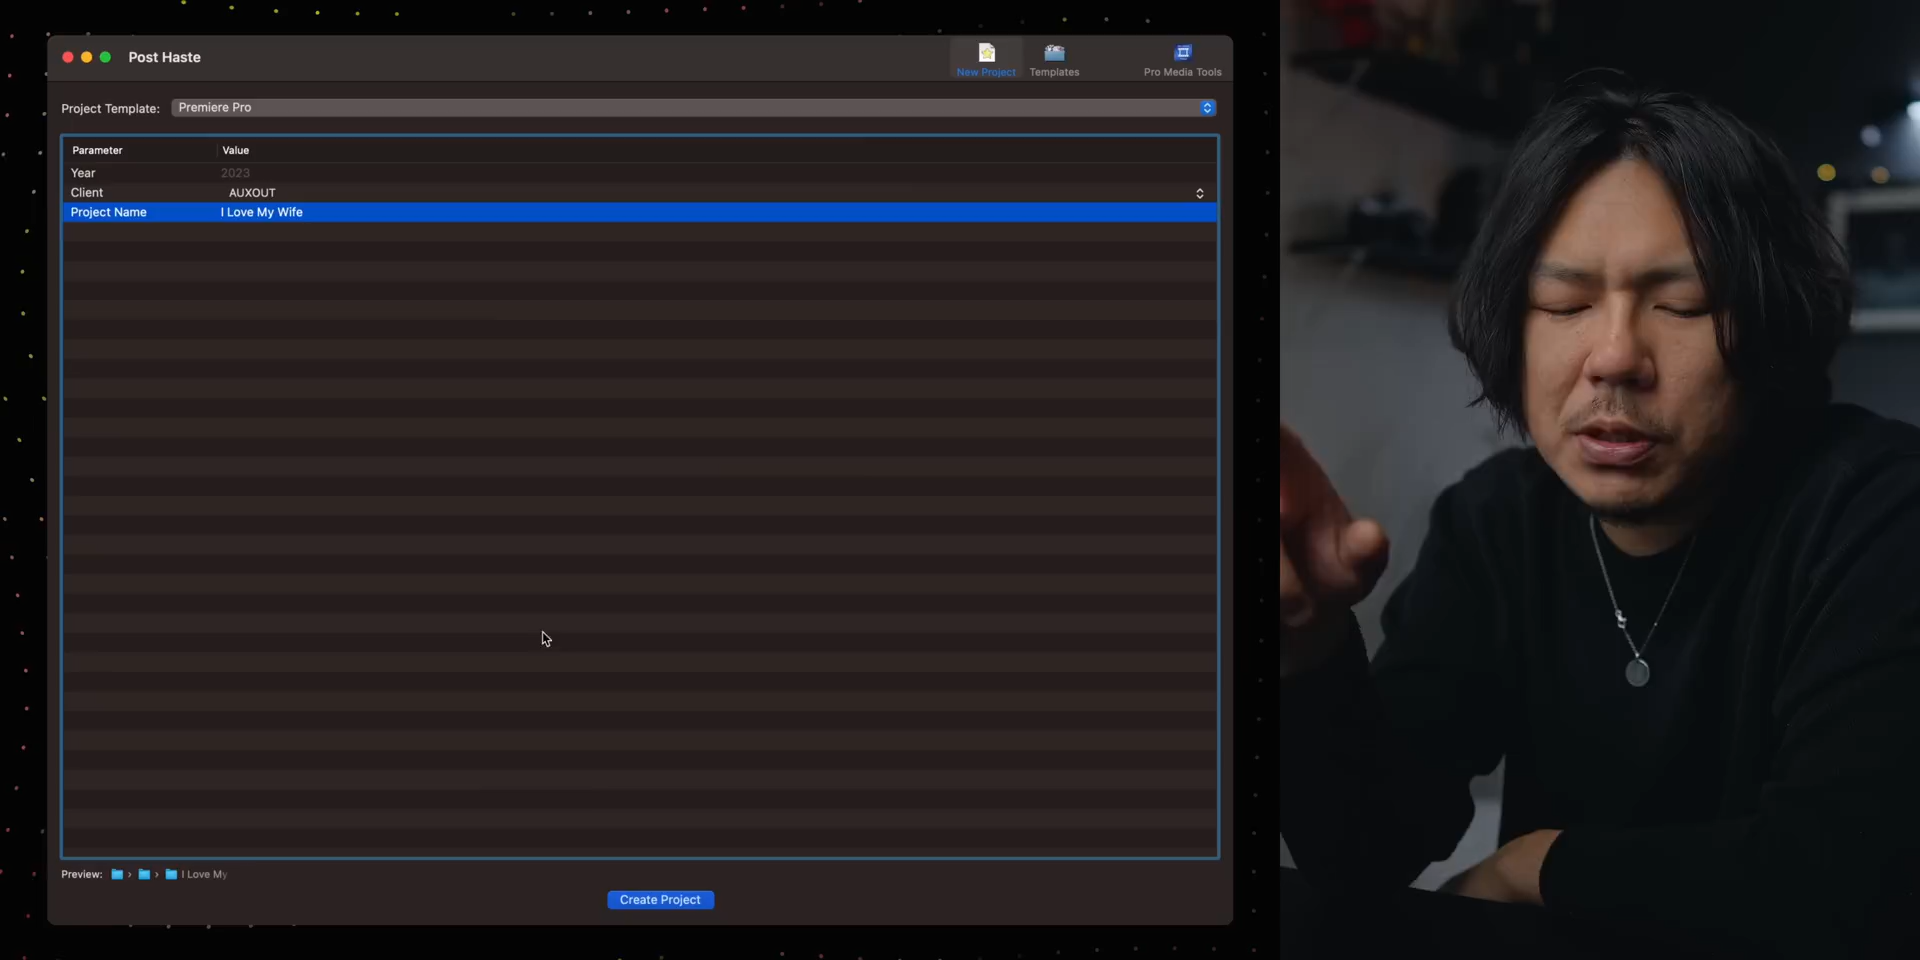 Post Haste
New Project
Templates
Pro Media Tools
Project Template: Premiere Pro
Parameter Value
Year 2023
Client AUXOUT
Project Name I Love My Wife
Preview: › › I Love My
Create Project